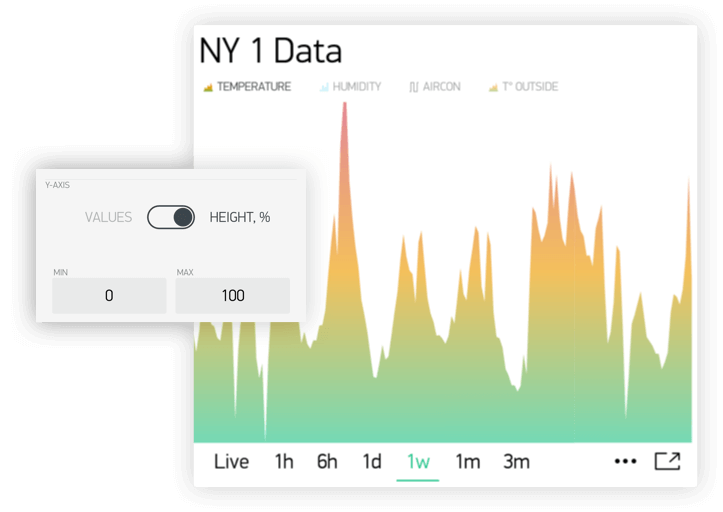 NY 1 Data
TEMPERATURE HUMIDITY AIRCON T° OUTSIDE
Y-AXIS
VALUES HEIGHT, %
MIN MAX
0 100
Live 1h 6h 1d 1w 1m 3m